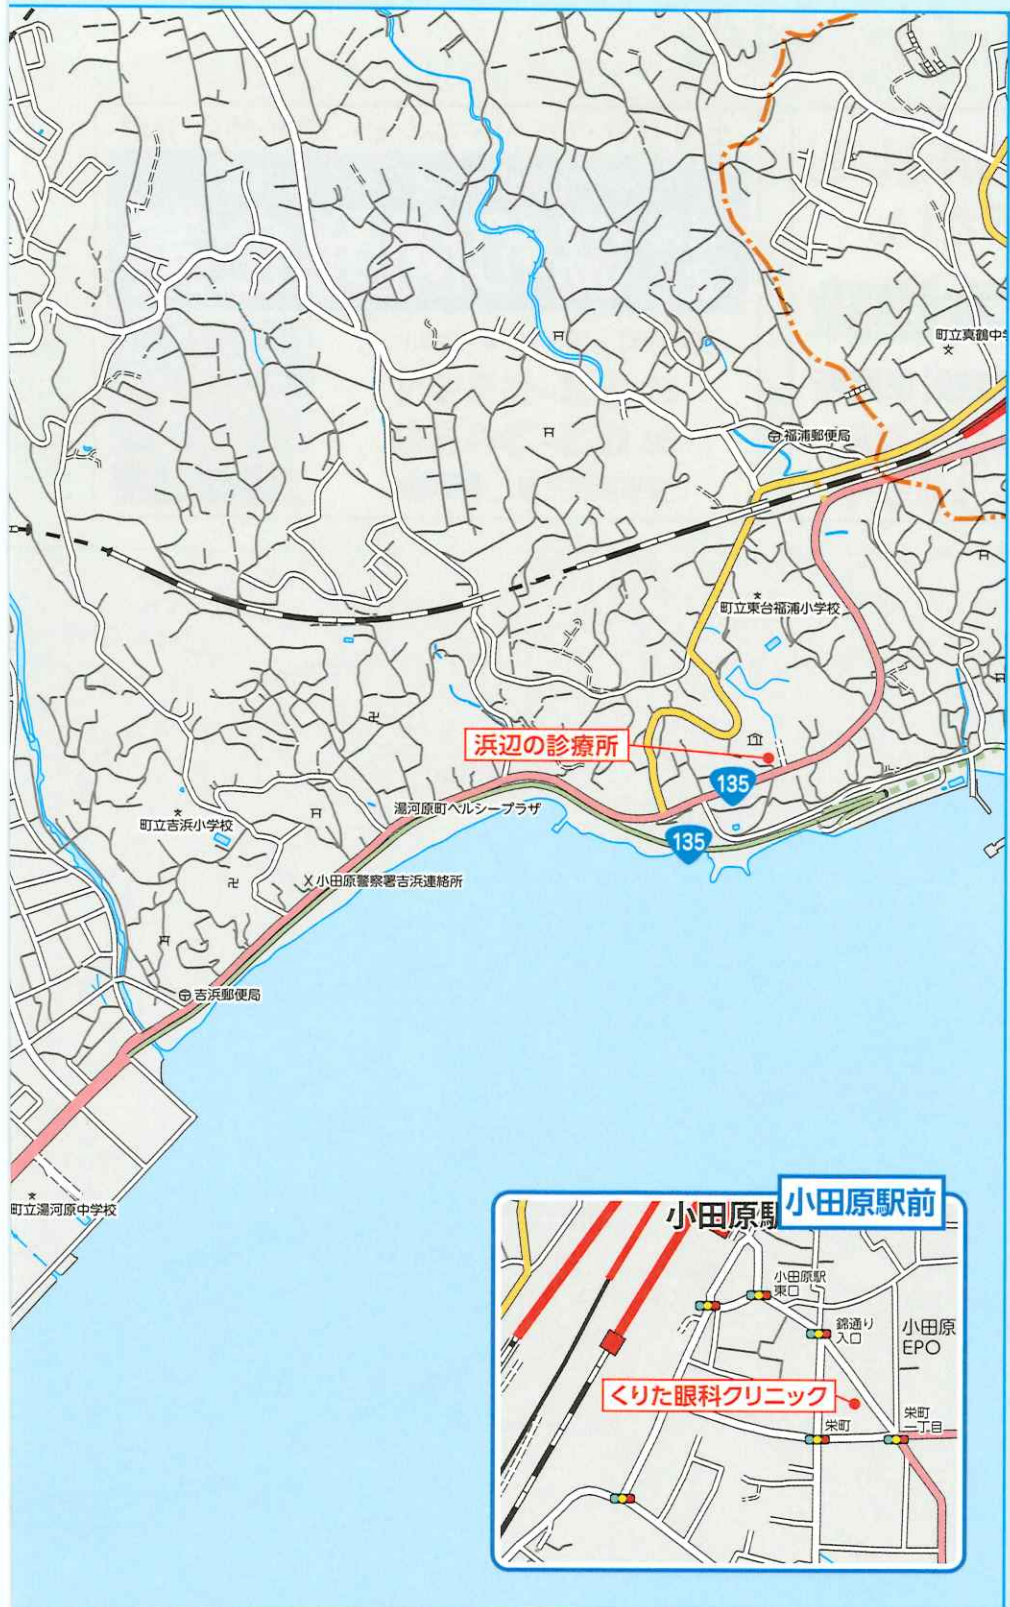 町立真鶴中学
福浦郵便局
町立東台福浦小学校
浜辺の診療所
135
湯河原町ヘルシープラザ
町立吉浜小学校
135
X小田原警察署吉浜連絡所
吉浜郵便局
町立湯河原中学校
小田原駅前
小田原駅
小田原駅
東口
錦通り
入口
小田原
EPO
くりた眼科クリニック
栄町
栄町
一丁目